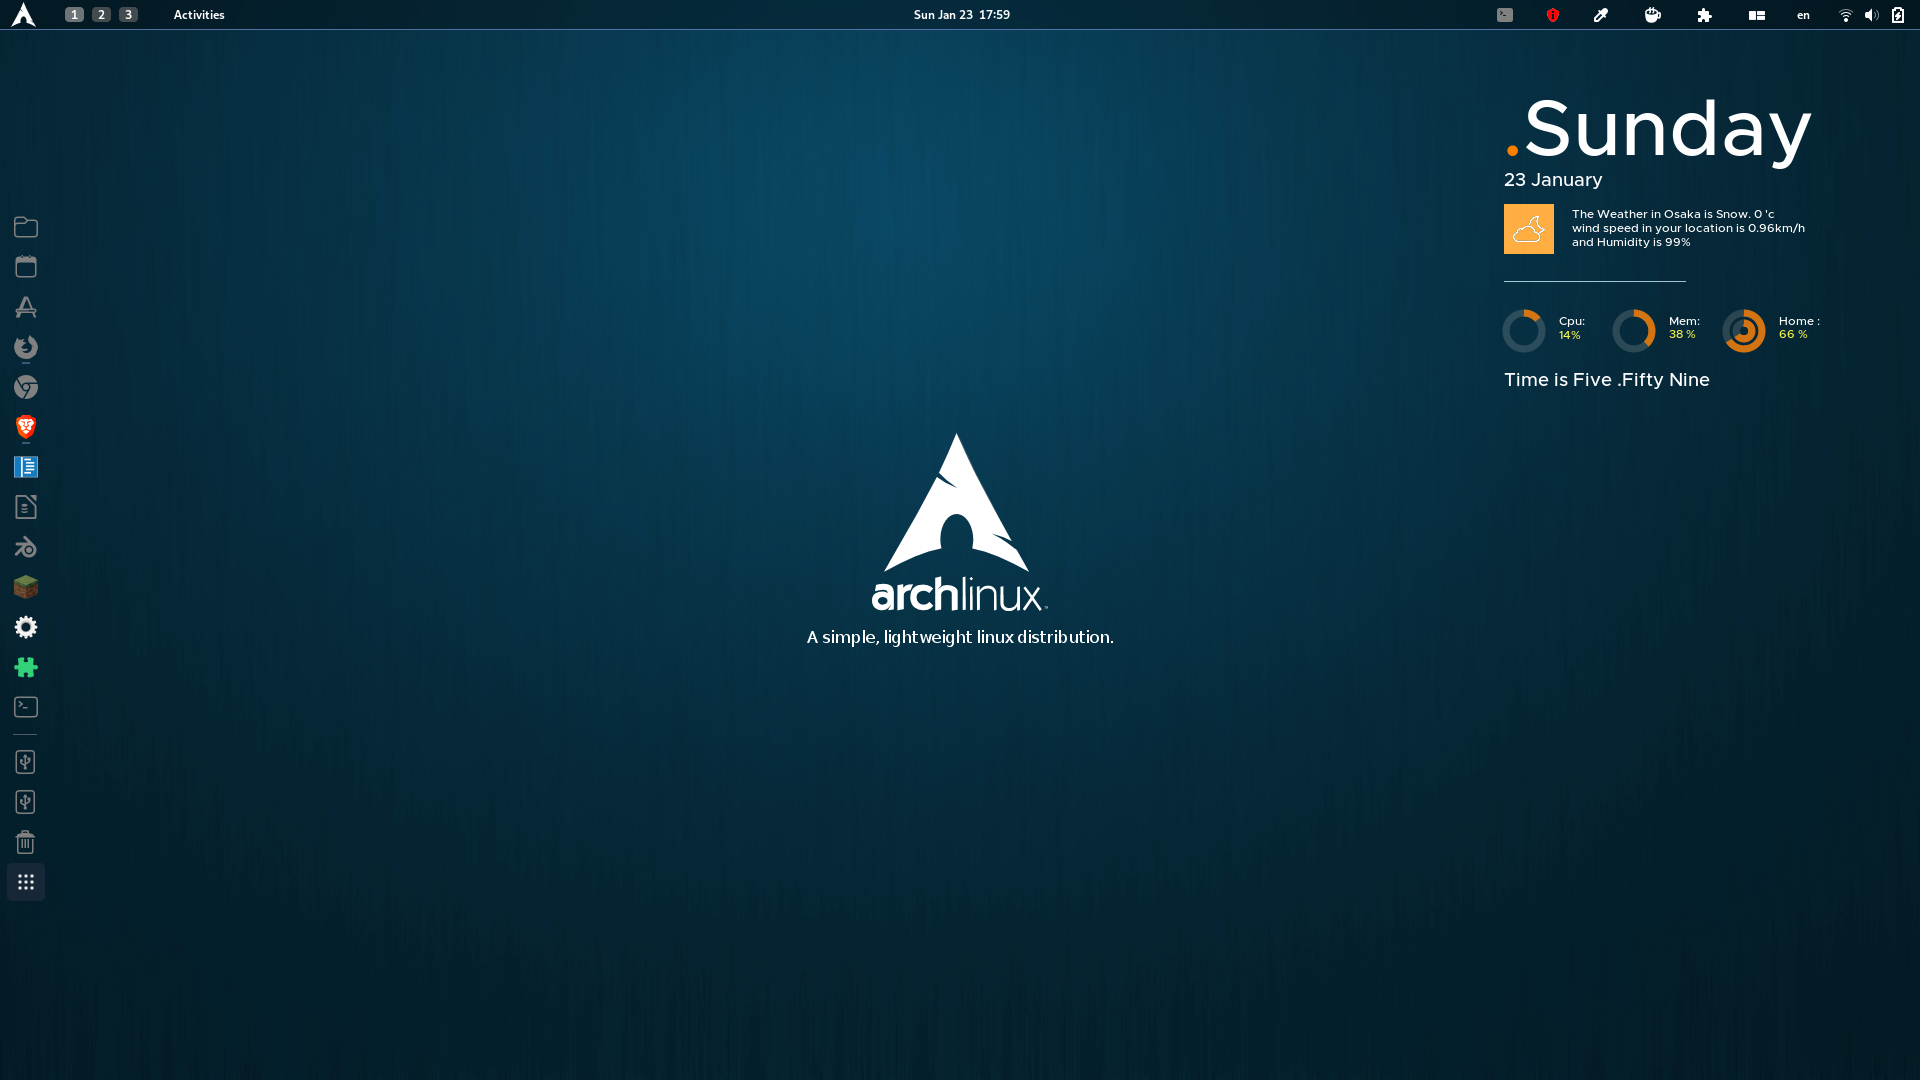 1 2 3 Activities Sun Jan 23 17:59 en
.Sunday
23 January
The Weather in Osaka is Snow. 0 'c
wind speed in your location is 0.96km/h
and Humidity is 99%
Cpu: Mem: Home :
14% 38 % 66 %
Time is Five .Fifty Nine
archlinux
A simple, lightweight linux distribution.